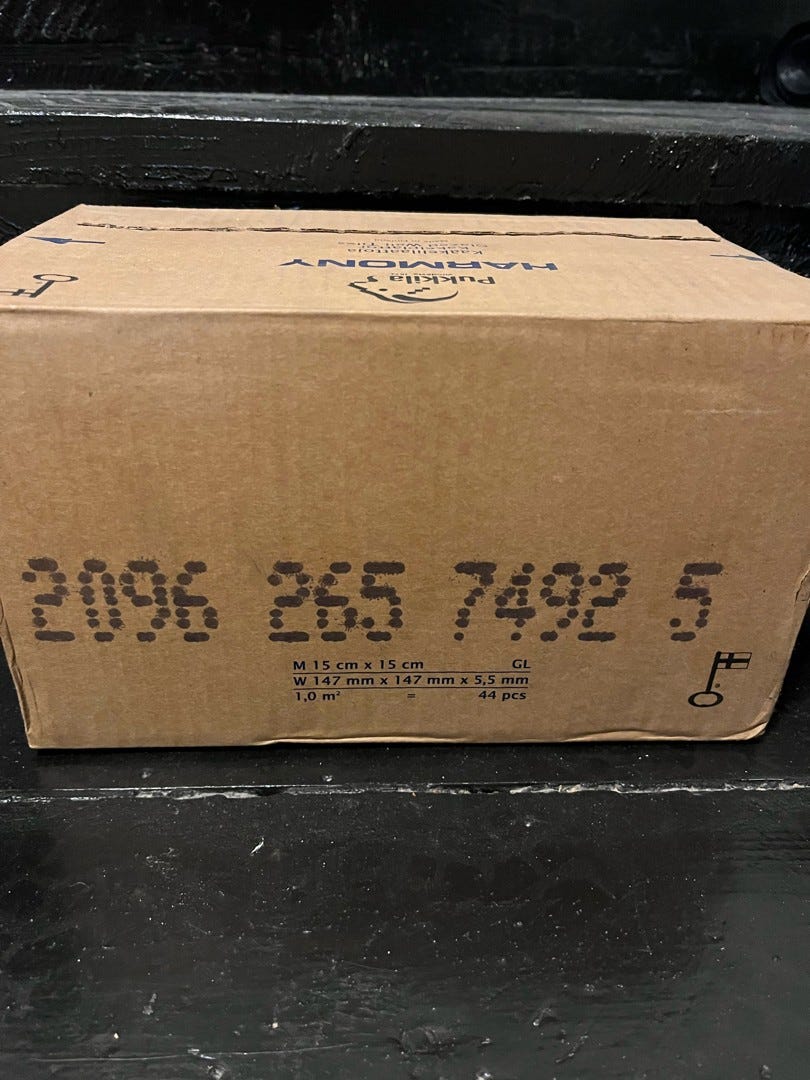 Pukkila
HARMONY
Kaakelilaattoja
2096 265 7492 5
M 15 cm x 15 cm GL
W 147 mm x 147 mm x 5,5 mm
1,0 m² = 44 pcs